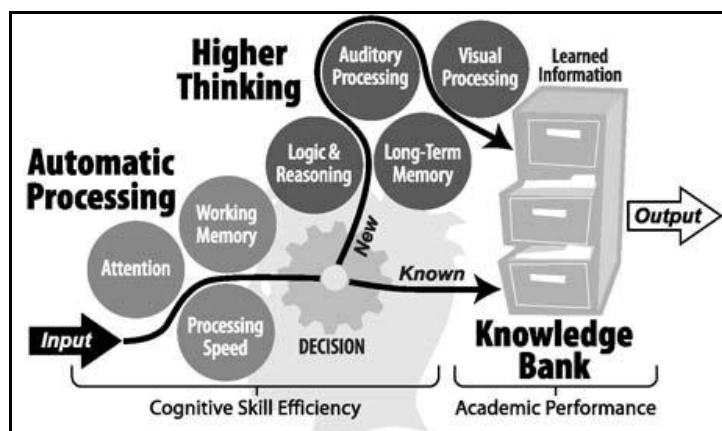 Higher
Thinking
Auditory
Processing
Visual
Processing
Learned
Information
Automatic
Processing
Logic &
Reasoning
Long-Term
Memory
Working
Memory
Attention
New
Known
Output
Input
Processing
Speed
DECISION
Knowledge
Bank
Cognitive Skill Efficiency
Academic Performance